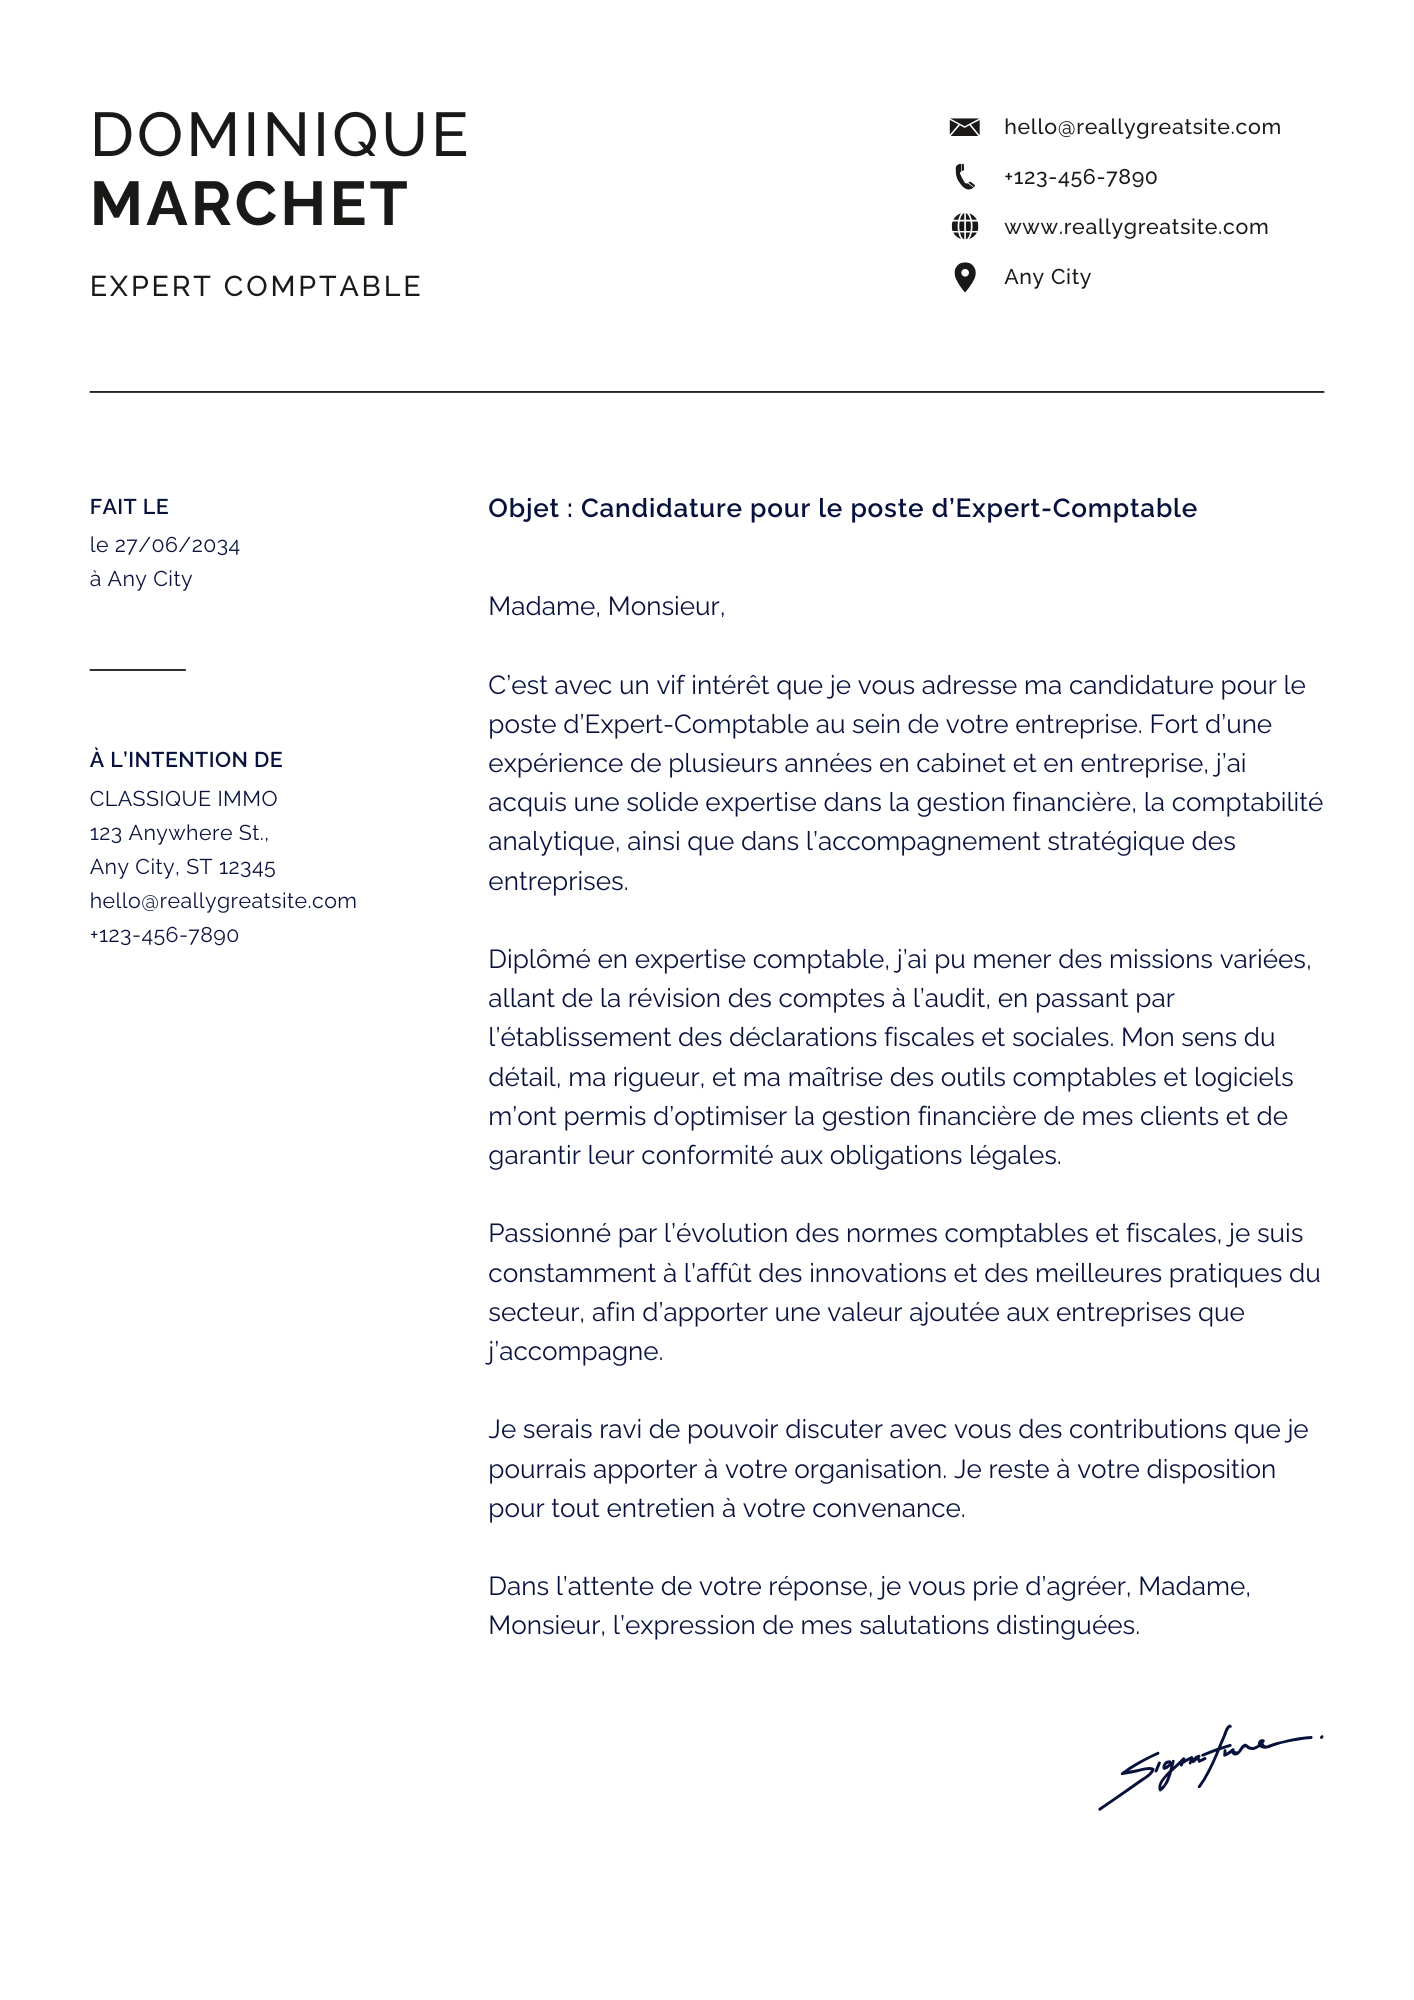 DOMINIQUE
MARCHET
EXPERT COMPTABLE
hello@reallygreatsite.com
+123-456-7890
www.reallygreatsite.com
Any City
FAIT LE
le 27/06/2034
à Any City
À L’INTENTION DE
CLASSIQUE IMMO
123 Anywhere St.,
Any City, ST 12345
hello@reallygreatsite.com
+123-456-7890
Objet : Candidature pour le poste d’Expert-Comptable
Madame, Monsieur,
C’est avec un vif intérêt que je vous adresse ma candidature pour le
poste d’Expert-Comptable au sein de votre entreprise. Fort d’une
expérience de plusieurs années en cabinet et en entreprise, j’ai
acquis une solide expertise dans la gestion financière, la comptabilité
analytique, ainsi que dans l’accompagnement stratégique des
entreprises.
Diplômé en expertise comptable, j’ai pu mener des missions variées,
allant de la révision des comptes à l’audit, en passant par
l’établissement des déclarations fiscales et sociales. Mon sens du
détail, ma rigueur, et ma maîtrise des outils comptables et logiciels
m’ont permis d’optimiser la gestion financière de mes clients et de
garantir leur conformité aux obligations légales.
Passionné par l’évolution des normes comptables et fiscales, je suis
constamment à l’affût des innovations et des meilleures pratiques du
secteur, afin d’apporter une valeur ajoutée aux entreprises que
j’accompagne.
Je serais ravi de pouvoir discuter avec vous des contributions que je
pourrais apporter à votre organisation. Je reste à votre disposition
pour tout entretien à votre convenance.
Dans l’attente de votre réponse, je vous prie d’agréer, Madame,
Monsieur, l’expression de mes salutations distinguées.
Signature